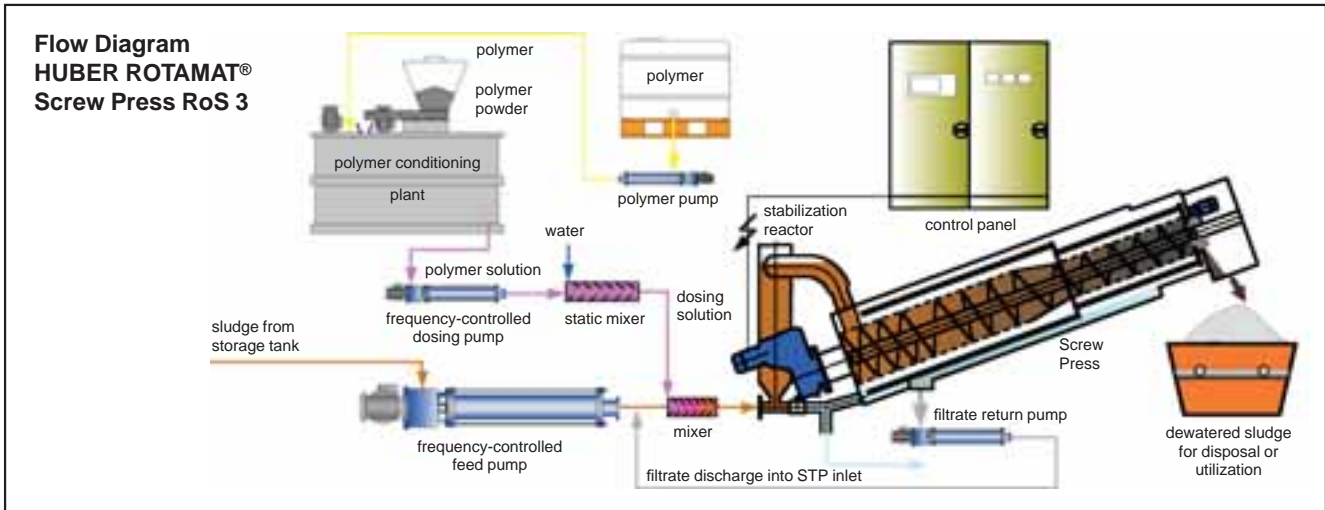 Flow Diagram
HUBER ROTAMAT®
Screw Press RoS 3
polymer
polymer
powder
polymer
polymer conditioning
plant
polymer pump
stabilization
reactor
control panel
water
polymer solution
frequency-controlled
dosing pump
static mixer
dosing
solution
sludge from
storage tank
Screw
Press
frequency-controlled
feed pump
mixer
filtrate return pump
filtrate discharge into STP inlet
dewatered sludge
for disposal or
utilization